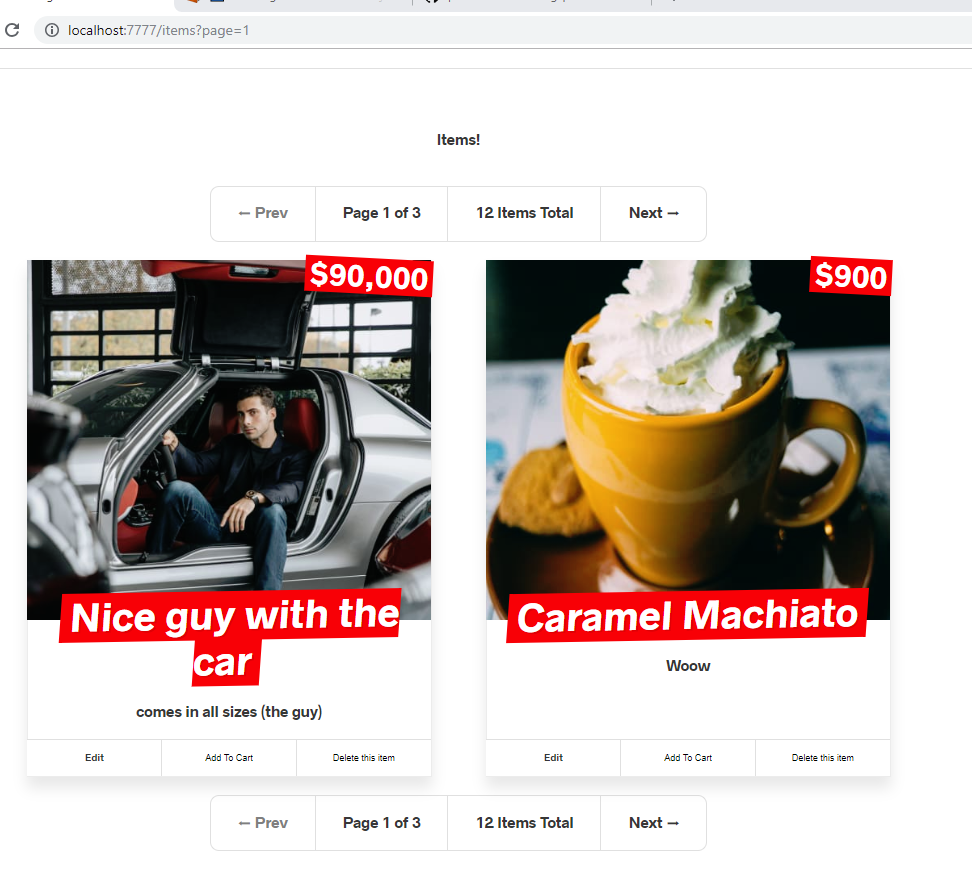 localhost:7777/items?page=1
Items!
← Prev Page 1 of 3 12 Items Total Next →
$90,000 $900
Nice guy with the
car
comes in all sizes (the guy)
Caramel Machiato
Woow
Edit Add To Cart Delete this item Edit Add To Cart Delete this item
← Prev Page 1 of 3 12 Items Total Next →